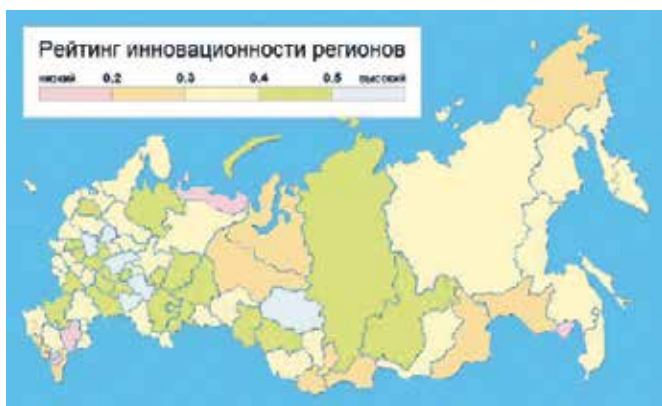 Рейтинг инновационности регионов
низкий 0.2 0.3 0.4 0.5 высокий